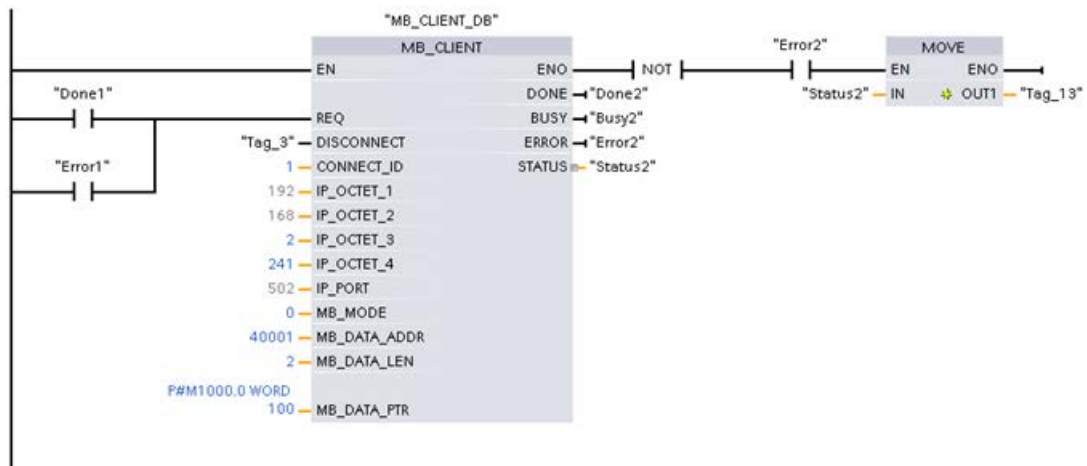 "MB_CLIENT_DB"
MB_CLIENT
"Error2"
MOVE
EN
ENO
NOT
EN
ENO
"Done1"
DONE
"Done2"
"Status2"
IN
OUT1
"Tag_13"
REQ
BUSY
"Busy2"
"Tag_3"
DISCONNECT
ERROR
"Error2"
"Error1"
1
CONNECT_ID
STATUS
"Status2"
192
IP_OCTET_1
168
IP_OCTET_2
2
IP_OCTET_3
241
IP_OCTET_4
502
IP_PORT
0
MB_MODE
40001
MB_DATA_ADDR
2
MB_DATA_LEN
P#M1000.0 WORD
100
MB_DATA_PTR